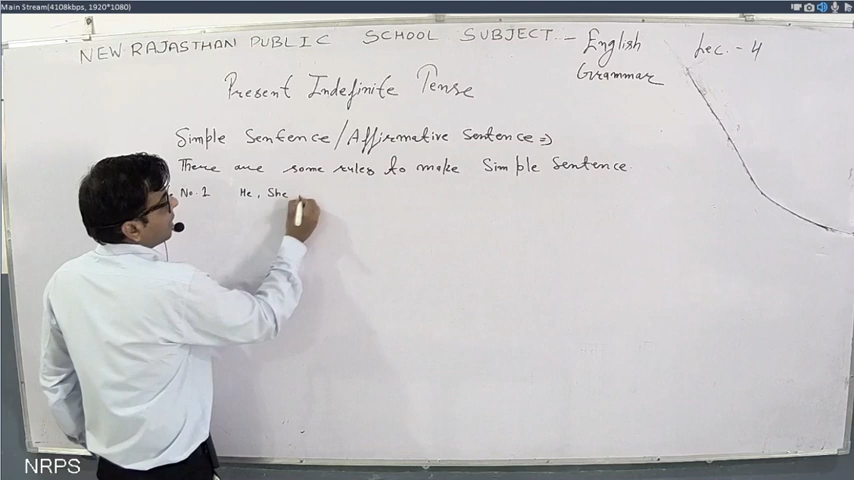 Main Stream(4108kbps, 1920*1080)
NEW RAJASTHAN PUBLIC SCHOOL SUBJECT - English Grammar Lec. - 4
Present Indefinite Tense
Simple Sentence/Affirmative Sentence ⇒
There are some rules to make Simple Sentence.
No. 1 He, She
NRPS